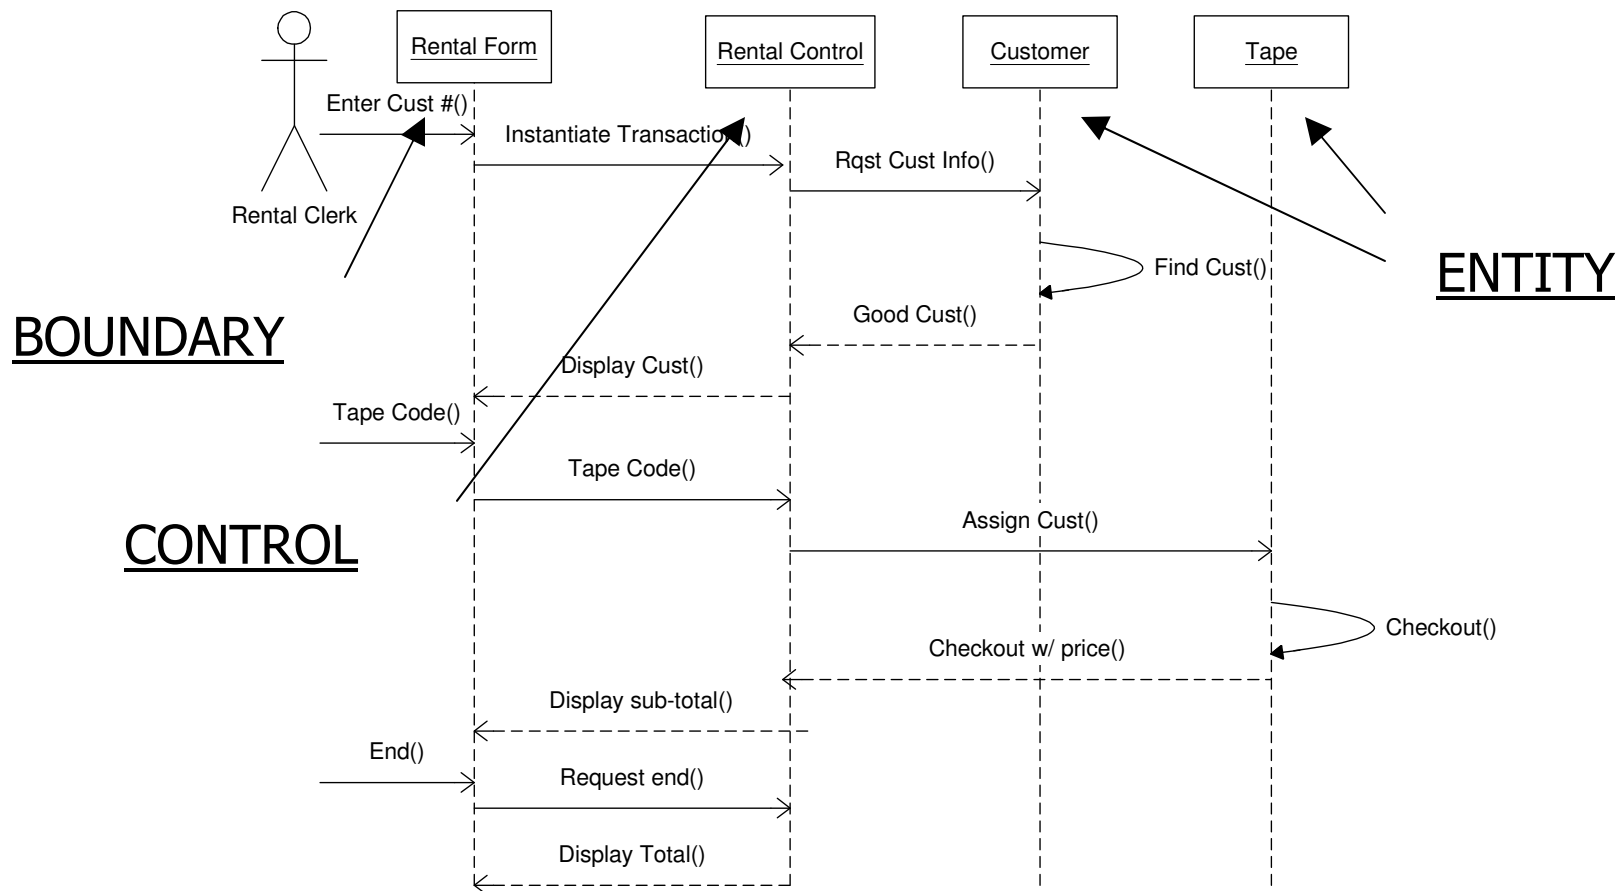 Rental Form
Rental Control
Customer
Tape
Enter Cust #()
Instantiate Transaction()
Rqst Cust Info()
Rental Clerk
Find Cust()
ENTITY
Good Cust()
BOUNDARY
Display Cust()
Tape Code()
Tape Code()
Assign Cust()
CONTROL
Checkout()
Checkout w/ price()
Display sub-total()
End()
Request end()
Display Total()